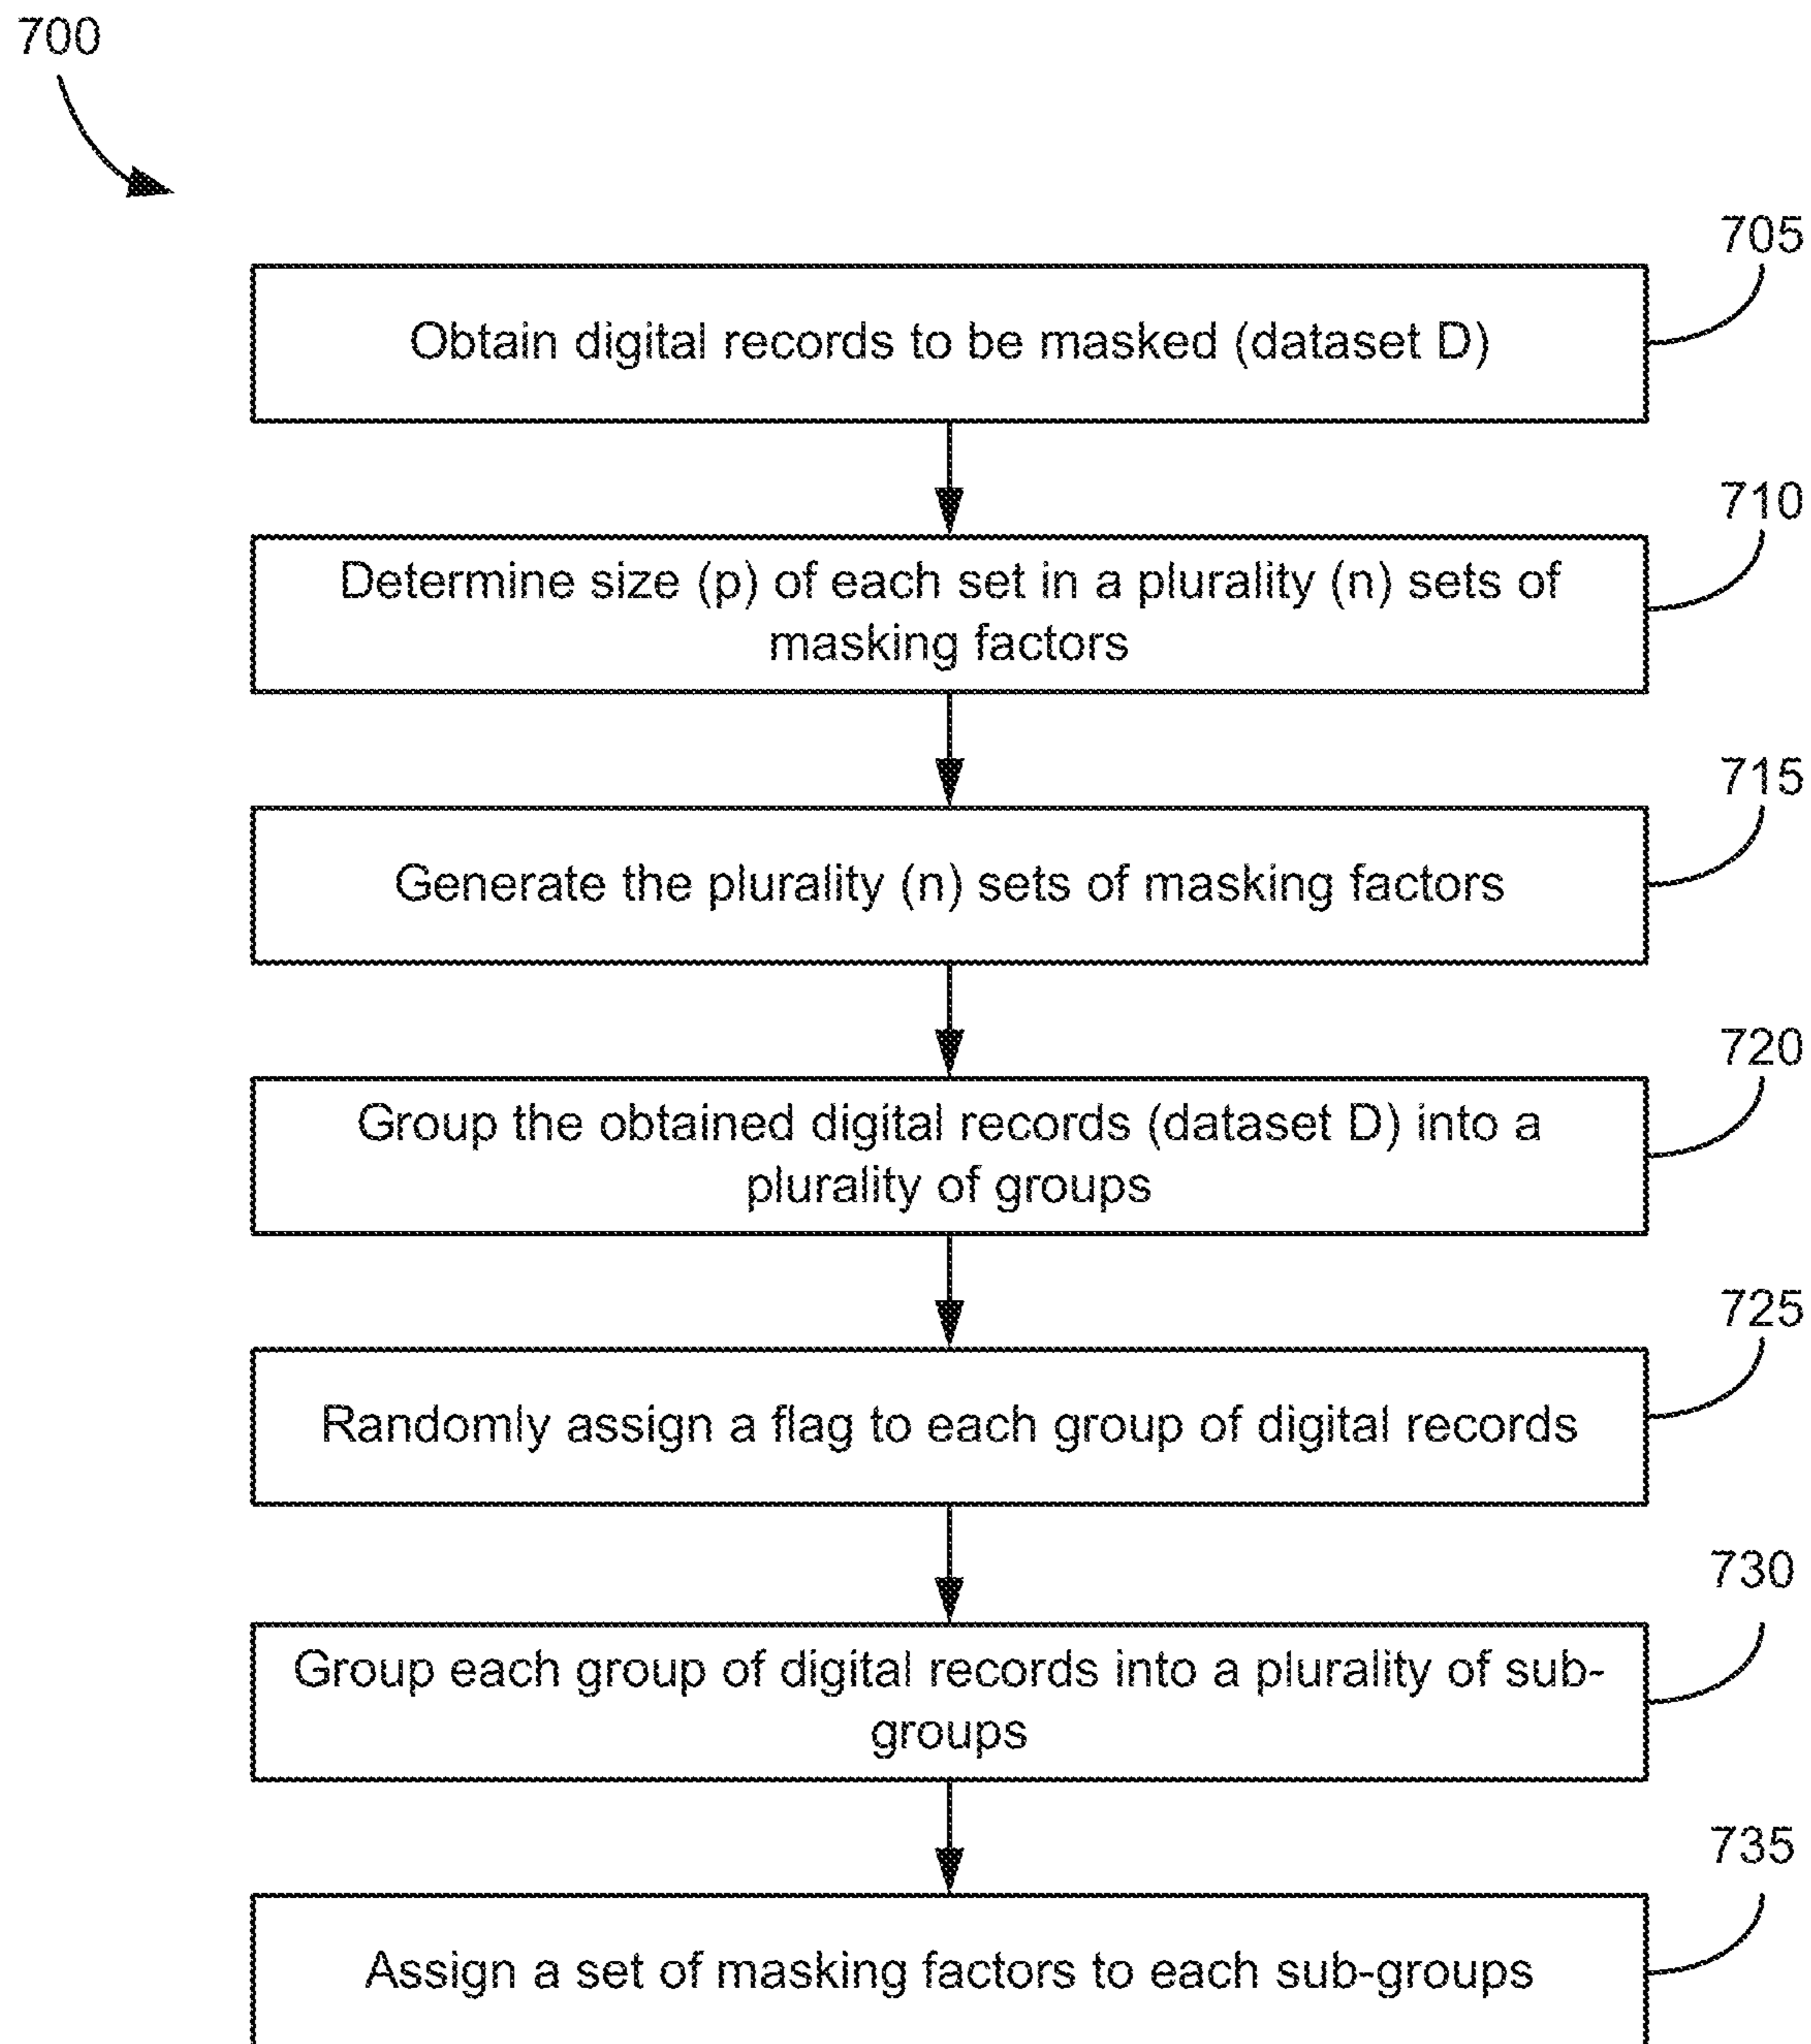 700
705
Obtain digital records to be masked (dataset D)
710
Determine size (p) of each set in a plurality (n) sets of
masking factors
715
Generate the plurality (n) sets of masking factors
720
Group the obtained digital records (dataset D) into a
plurality of groups
725
Randomly assign a flag to each group of digital records
730
Group each group of digital records into a plurality of sub-
groups
735
Assign a set of masking factors to each sub-groups